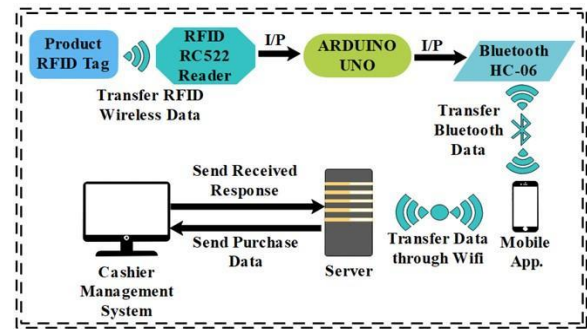 Product
RFID Tag
RFID
RC522
Reader
I/P
ARDUINO
UNO
I/P
Bluetooth
HC-06
Transfer RFID
Wireless Data
Transfer
Bluetooth
Data
Send Received
Response
Send Purchase
Data
Cashier
Management
System
Server
Transfer Data
through Wifi
Mobile
App.